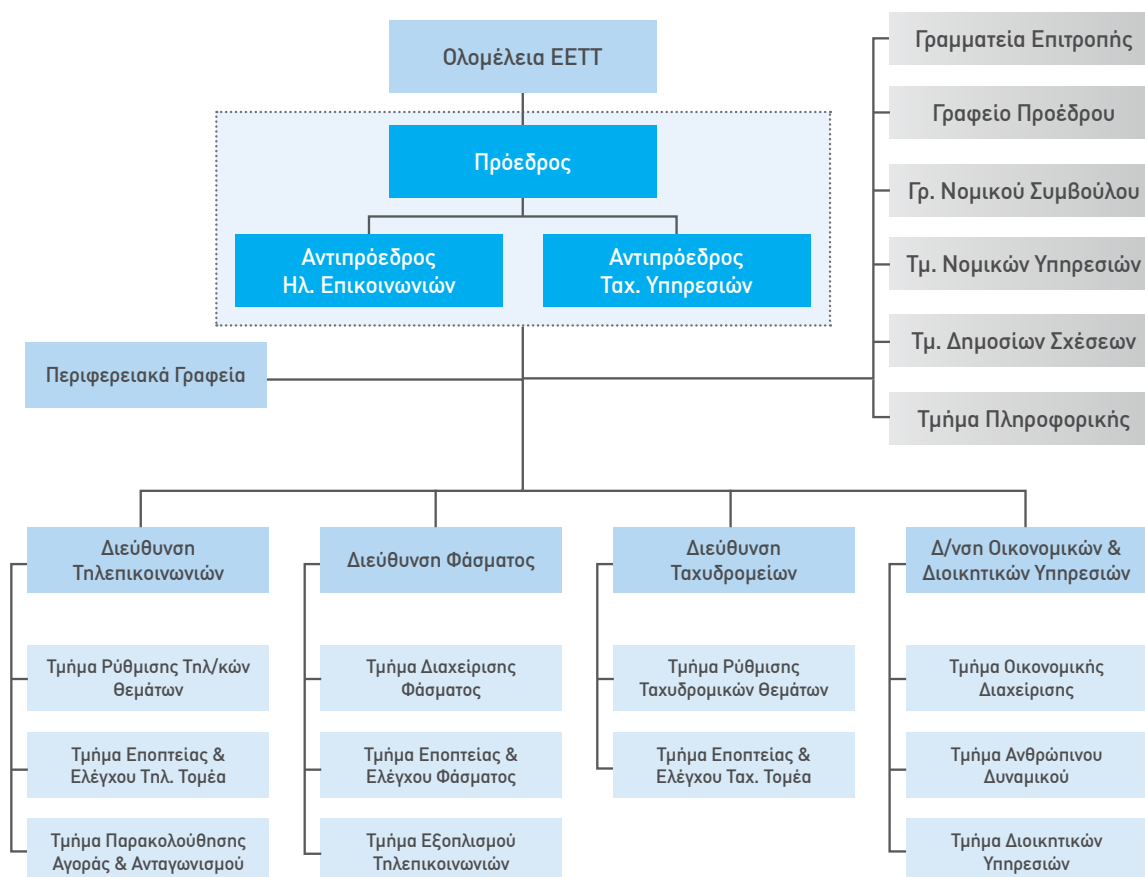 Ολομέλεια ΕΕΤΤ
Πρόεδρος
Αντιπρόεδρος
Ηλ. Επικοινωνιών
Αντιπρόεδρος
Ταχ. Υπηρεσιών
Γραμματεία Επιτροπής
Γραφείο Προέδρου
Γρ. Νομικού Συμβούλου
Τμ. Νομικών Υπηρεσιών
Τμ. Δημοσίων Σχέσεων
Τμήμα Πληροφορικής
Περιφερειακά Γραφεία
Διεύθυνση
Τηλεπικοινωνιών
Τμήμα Ρύθμισης Τηλ/κών
Θεμάτων
Τμήμα Εποπτείας &
Ελέγχου Τηλ. Τομέα
Τμήμα Παρακολούθησης
Αγοράς & Ανταγωνισμού
Διεύθυνση Φάσματος
Τμήμα Διαχείρισης
Φάσματος
Τμήμα Εποπτείας &
Ελέγχου Φάσματος
Τμήμα Εξοπλισμού
Τηλεπικοινωνιών
Διεύθυνση
Ταχυδρομείων
Τμήμα Ρύθμισης
Ταχυδρομικών Θεμάτων
Τμήμα Εποπτείας &
Ελέγχου Ταχ. Τομέα
Δ/νση Οικονομικών &
Διοικητικών Υπηρεσιών
Τμήμα Οικονομικής
Διαχείρισης
Τμήμα Ανθρώπινου
Δυναμικού
Τμήμα Διοικητικών
Υπηρεσιών